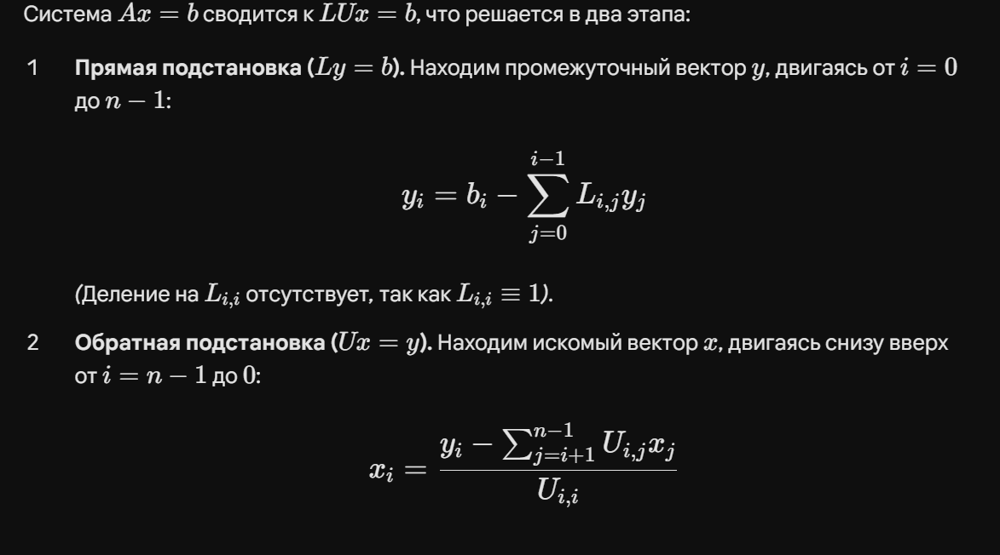 Система Ax = b сводится к LUx = b, что решается в два этапа:
1 Прямая подстановка (Ly = b). Находим промежуточный вектор y, двигаясь от i = 0
до n − 1:
y_i = b_i − \sum_{j=0}^{i−1} L_{i,j} y_j
(Деление на L_{i,i} отсутствует, так как L_{i,i} ≡ 1).
2 Обратная подстановка (Ux = y). Находим искомый вектор x, двигаясь снизу вверх
от i = n − 1 до 0:
x_i = \frac{y_i − \sum_{j=i+1}^{n−1} U_{i,j} x_j}{U_{i,i}}